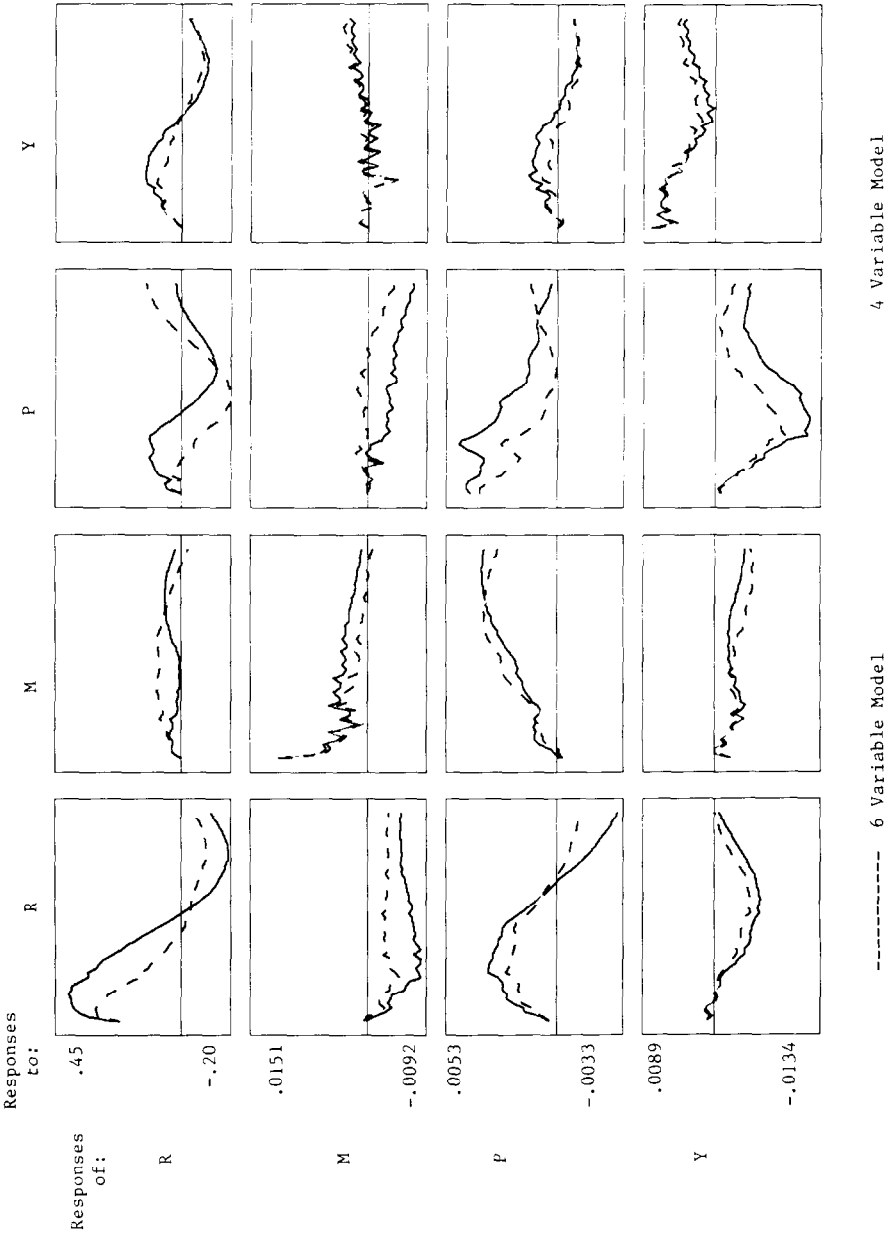 Responses to:
R M P Y
Responses of:
R
.45
-.20
M
.0151
-.0092
P
.0053
-.0033
Y
.0089
-.0134
---------- 6 Variable Model
4 Variable Model